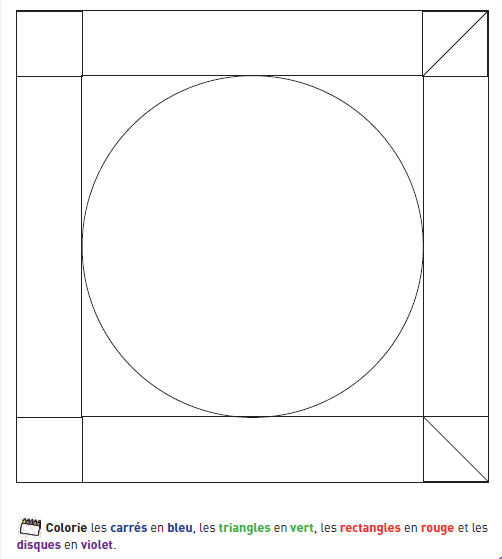 Colorie les carrés en bleu, les triangles en vert, les rectangles en rouge et les
disques en violet.